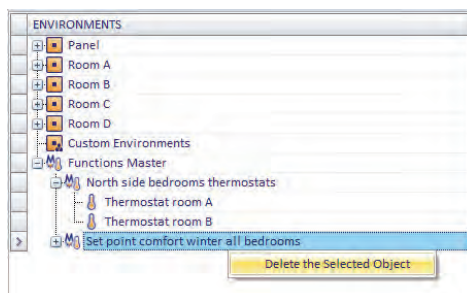 ENVIRONMENTS
Panel
Room A
Room B
Room C
Room D
Custom Environments
Functions Master
North side bedrooms thermostats
Thermostat room A
Thermostat room B
Set point comfort winter all bedrooms
Delete the Selected Object